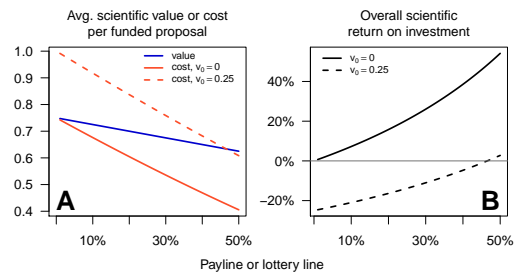 Avg. scientific value or cost
per funded proposal
1.0
0.9
0.8
0.7
0.6
0.5
0.4
value
cost, v₀ = 0
cost, v₀ = 0.25
A
10%
30%
50%
Overall scientific
return on investment
40%
20%
0%
−20%
v₀ = 0
v₀ = 0.25
B
10%
30%
50%
Payline or lottery line